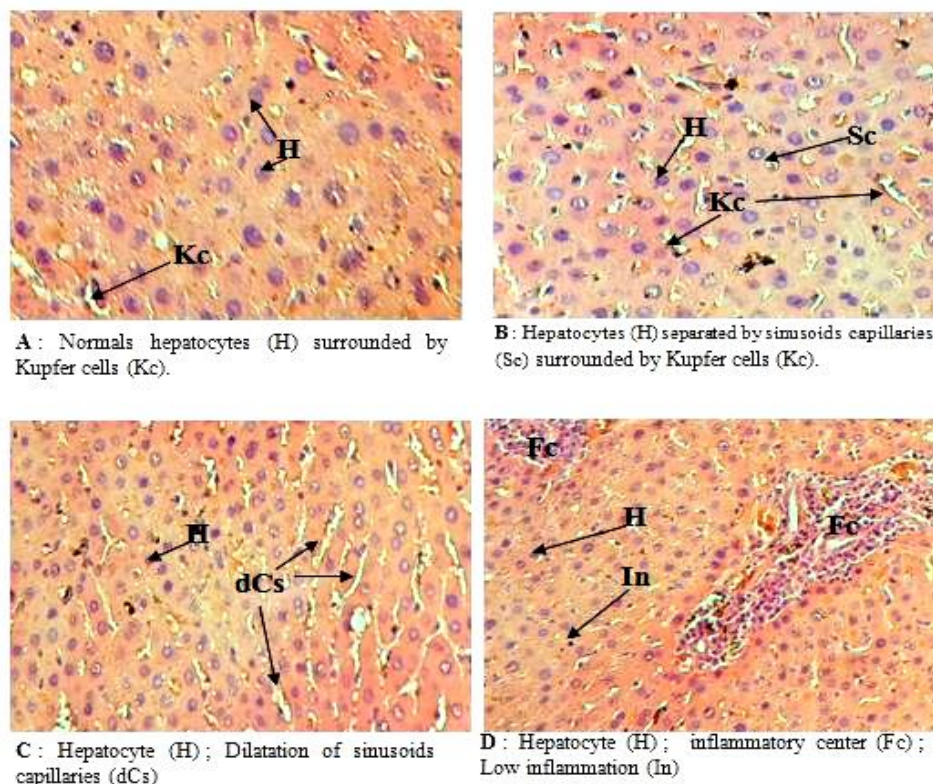 H
Kc
A : Normals hepatocytes (H) surrounded by
Kupfer cells (Kc).
H
Sc
Kc
B : Hepatocytes (H) separated by sinusoids capillaries
(Sc) surrounded by Kupfer cells (Kc).
H
dCs
C : Hepatocyte (H) ; Dilatation of sinusoids
capillaries (dCs)
Fc
Fc
H
In
D : Hepatocyte (H) ; inflammatory center (Fc) ;
Low inflammation (In)